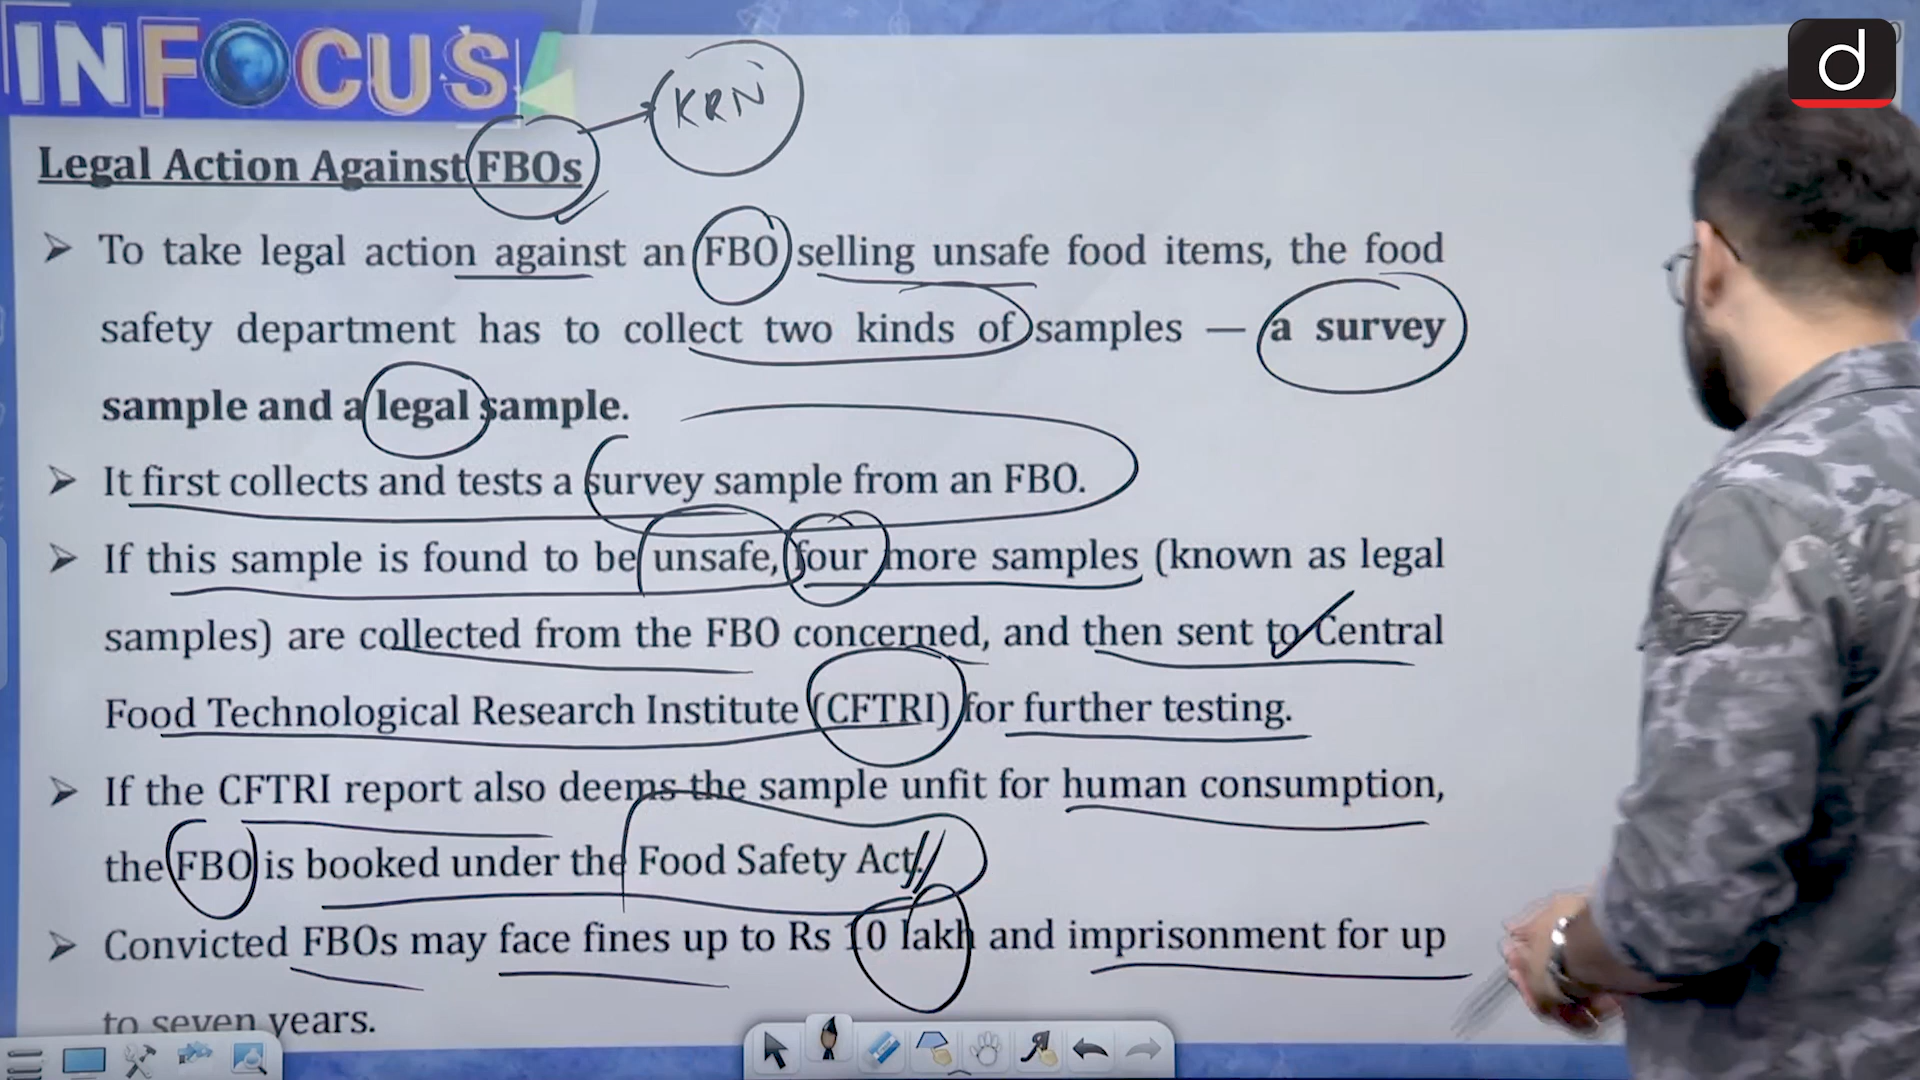 INFOCUS
d
KRN
Legal Action Against FBOs
➤ To take legal action against an FBO selling unsafe food items, the food
safety department has to collect two kinds of samples — a survey
sample and a legal sample.
➤ It first collects and tests a survey sample from an FBO.
➤ If this sample is found to be unsafe, four more samples (known as legal
samples) are collected from the FBO concerned, and then sent to Central
Food Technological Research Institute (CFTRI) for further testing.
➤ If the CFTRI report also deems the sample unfit for human consumption,
the FBO is booked under the Food Safety Act.
➤ Convicted FBOs may face fines up to Rs 10 lakh and imprisonment for up
to seven years.